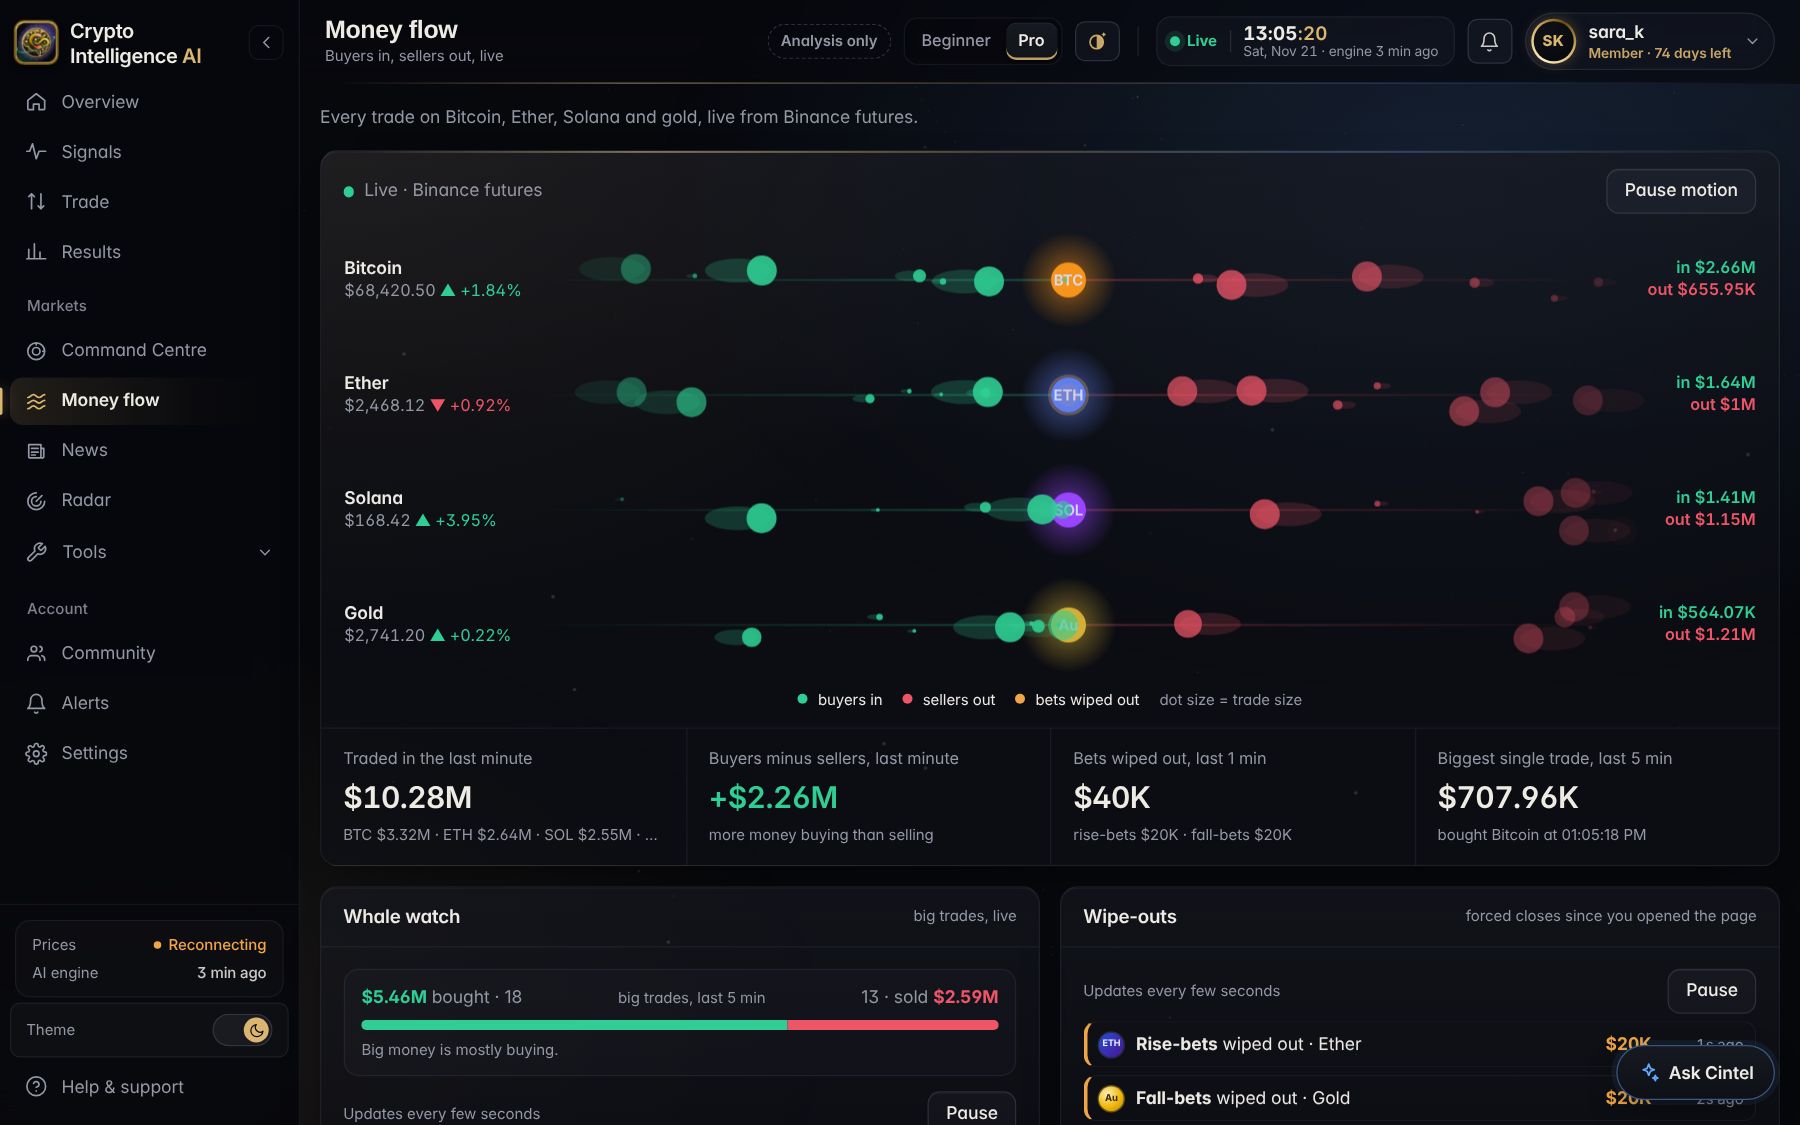 Crypto
Intelligence AI
Overview
Signals
Trade
Results
Markets
Command Centre
Money flow
News
Radar
Tools
Account
Community
Alerts
Settings
Prices
Reconnecting
AI engine
3 min ago
Theme
Help & support
Money flow
Buyers in, sellers out, live
Analysis only
Beginner
Pro
Live
13:05:20
Sat, Nov 21 · engine 3 min ago
SK
sara_k
Member · 74 days left
Every trade on Bitcoin, Ether, Solana and gold, live from Binance futures.
Live · Binance futures
Pause motion
Bitcoin
$68,420.50 ▲ +1.84%
BTC
in $2.66M
out $655.95K
Ether
$2,468.12 ▼ +0.92%
ETH
in $1.64M
out $1M
Solana
$168.42 ▲ +3.95%
SOL
in $1.41M
out $1.15M
Gold
$2,741.20 ▲ +0.22%
Au
in $564.07K
out $1.21M
buyers in
sellers out
bets wiped out
dot size = trade size
Traded in the last minute
$10.28M
BTC $3.32M · ETH $2.64M · SOL $2.55M · ...
Buyers minus sellers, last minute
+$2.26M
more money buying than selling
Bets wiped out, last 1 min
$40K
rise-bets $20K · fall-bets $20K
Biggest single trade, last 5 min
$707.96K
bought Bitcoin at 01:05:18 PM
Whale watch
big trades, live
$5.46M bought · 18
big trades, last 5 min
13 · sold $2.59M
Big money is mostly buying.
Updates every few seconds
Pause
Wipe-outs
forced closes since you opened the page
Updates every few seconds
Pause
ETH
Rise-bets wiped out · Ether
$20K
1s ago
Au
Fall-bets wiped out · Gold
$20K
2s ago
Ask Cintel